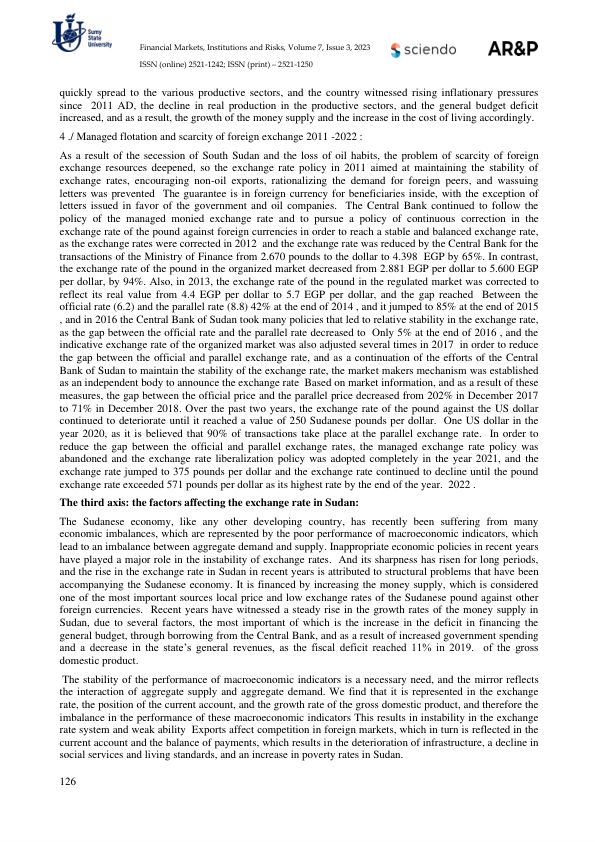 Sumy
State
University
Financial Markets, Institutions and Risks, Volume 7, Issue 3, 2023
ISSN (online) 2521-1242; ISSN (print) – 2521-1250
sciendo
AR&P
quickly spread to the various productive sectors, and the country witnessed rising inflationary pressures
since 2011 AD, the decline in real production in the productive sectors, and the general budget deficit
increased, and as a result, the growth of the money supply and the increase in the cost of living accordingly.
4 ./ Managed flotation and scarcity of foreign exchange 2011 -2022 :
As a result of the secession of South Sudan and the loss of oil habits, the problem of scarcity of foreign
exchange resources deepened, so the exchange rate policy in 2011 aimed at maintaining the stability of
exchange rates, encouraging non-oil exports, rationalizing the demand for foreign peers, and wassuing
letters was prevented The guarantee is in foreign currency for beneficiaries inside, with the exception of
letters issued in favor of the government and oil companies. The Central Bank continued to follow the
policy of the managed monied exchange rate and to pursue a policy of continuous correction in the
exchange rate of the pound against foreign currencies in order to reach a stable and balanced exchange rate,
as the exchange rates were corrected in 2012 and the exchange rate was reduced by the Central Bank for the
transactions of the Ministry of Finance from 2.670 pounds to the dollar to 4.398 EGP by 65%. In contrast,
the exchange rate of the pound in the organized market decreased from 2.881 EGP per dollar to 5.600 EGP
per dollar, by 94%. Also, in 2013, the exchange rate of the pound in the regulated market was corrected to
reflect its real value from 4.4 EGP per dollar to 5.7 EGP per dollar, and the gap reached Between the
official rate (6.2) and the parallel rate (8.8) 42% at the end of 2014 , and it jumped to 85% at the end of 2015
, and in 2016 the Central Bank of Sudan took many policies that led to relative stability in the exchange rate,
as the gap between the official rate and the parallel rate decreased to Only 5% at the end of 2016 , and the
indicative exchange rate of the organized market was also adjusted several times in 2017 in order to reduce
the gap between the official and parallel exchange rate, and as a continuation of the efforts of the Central
Bank of Sudan to maintain the stability of the exchange rate, the market makers mechanism was established
as an independent body to announce the exchange rate Based on market information, and as a result of these
measures, the gap between the official price and the parallel price decreased from 202% in December 2017
to 71% in December 2018. Over the past two years, the exchange rate of the pound against the US dollar
continued to deteriorate until it reached a value of 250 Sudanese pounds per dollar. One US dollar in the
year 2020, as it is believed that 90% of transactions take place at the parallel exchange rate. In order to
reduce the gap between the official and parallel exchange rates, the managed exchange rate policy was
abandoned and the exchange rate liberalization policy was adopted completely in the year 2021, and the
exchange rate jumped to 375 pounds per dollar and the exchange rate continued to decline until the pound
exchange rate exceeded 571 pounds per dollar as its highest rate by the end of the year. 2022 .
The third axis: the factors affecting the exchange rate in Sudan:
The Sudanese economy, like any other developing country, has recently been suffering from many
economic imbalances, which are represented by the poor performance of macroeconomic indicators, which
lead to an imbalance between aggregate demand and supply. Inappropriate economic policies in recent years
have played a major role in the instability of exchange rates. And its sharpness has risen for long periods,
and the rise in the exchange rate in Sudan in recent years is attributed to structural problems that have been
accompanying the Sudanese economy. It is financed by increasing the money supply, which is considered
one of the most important sources local price and low exchange rates of the Sudanese pound against other
foreign currencies. Recent years have witnessed a steady rise in the growth rates of the money supply in
Sudan, due to several factors, the most important of which is the increase in the deficit in financing the
general budget, through borrowing from the Central Bank, and as a result of increased government spending
and a decrease in the state's general revenues, as the fiscal deficit reached 11% in 2019. of the gross
domestic product.
The stability of the performance of macroeconomic indicators is a necessary need, and the mirror reflects
the interaction of aggregate supply and aggregate demand. We find that it is represented in the exchange
rate, the position of the current account, and the growth rate of the gross domestic product, and therefore the
imbalance in the performance of these macroeconomic indicators This results in instability in the exchange
rate system and weak ability Exports affect competition in foreign markets, which in turn is reflected in the
current account and the balance of payments, which results in the deterioration of infrastructure, a decline in
social services and living standards, and an increase in poverty rates in Sudan.
126